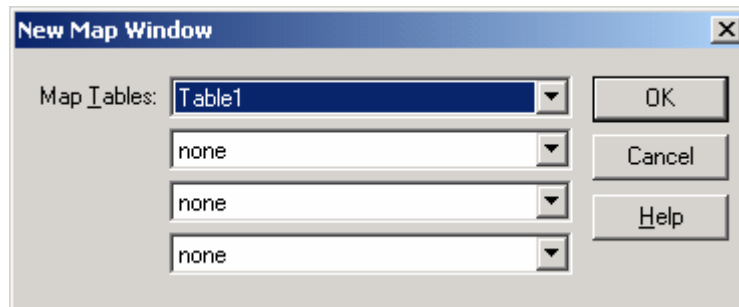 New Map Window
Map Tables: Table1 OK
none Cancel
none Help
none